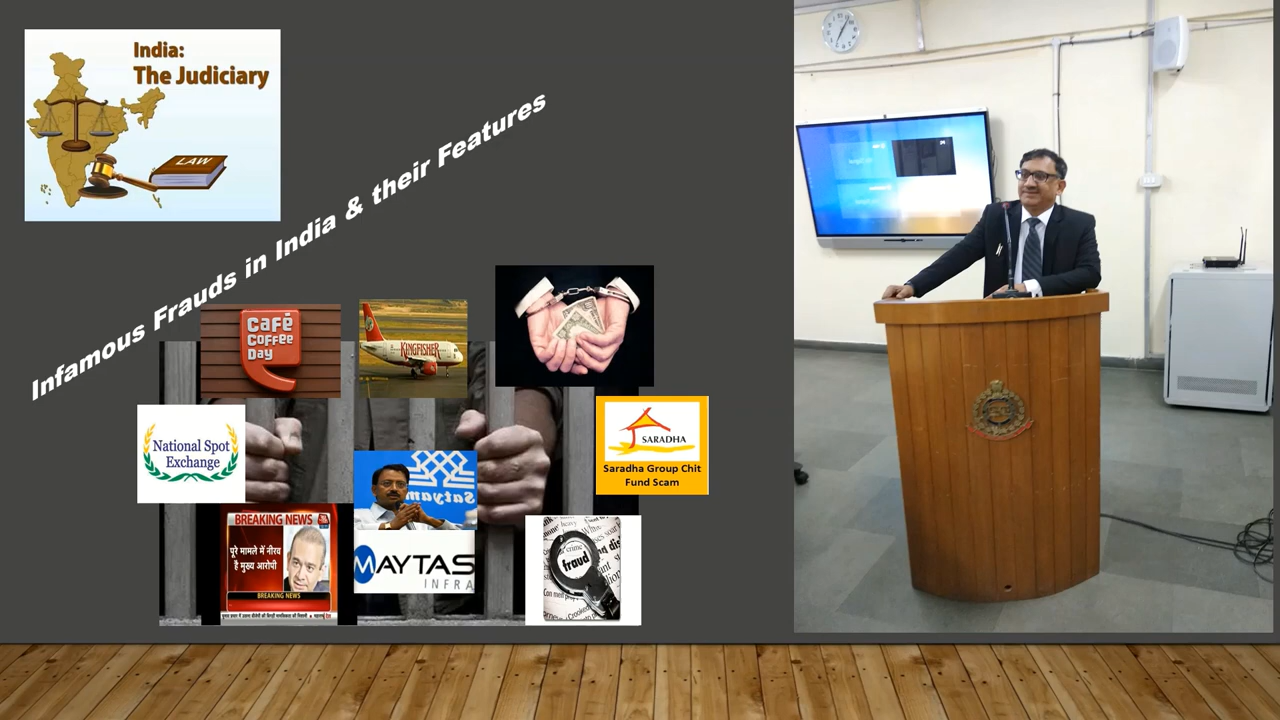 India:
The Judiciary
LAW
Infamous Frauds in India & their Features
Café
Coffee
Day
KINGFISHER
National Spot
Exchange
SARADHA
Saradha Group Chit
Fund Scam
Satyam
BREAKING NEWS
पूरे मामले में नीरव
है मुख्य आरोपी
BREAKING NEWS
MAYTAS
INFRA
crime
fraud